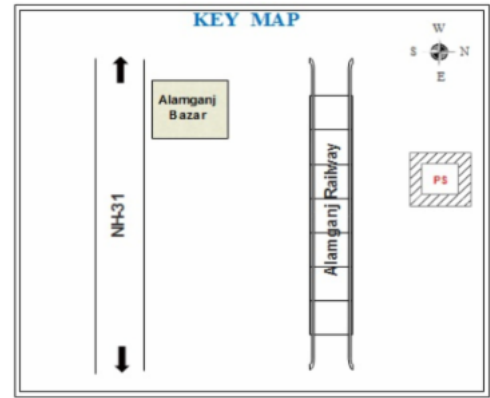 KEY MAP
W
S N
E
Alamganj
Bazar
NH-31
Alamganj Railway
PS